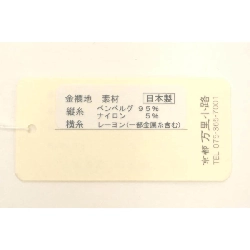 金襴地 素材 日本製
縦糸 ベンベルグ 95%
ナイロン 5%
横糸 レーヨン(一部金属糸含む)
京都 万里小路
TEL 075-605-7001